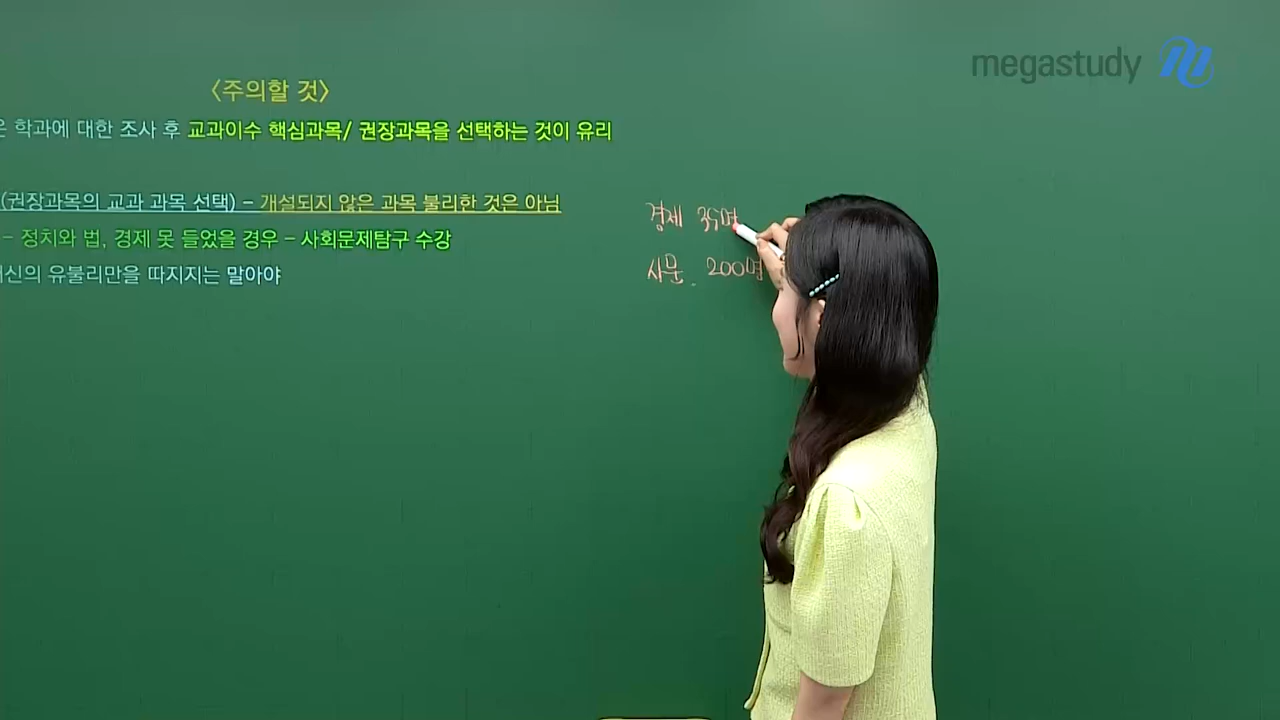 megastudy
〈주의할 것〉
은 학과에 대한 조사 후 교과이수 핵심과목/ 권장과목을 선택하는 것이 유리
(권장과목의 교과 과목 선택) – 개설되지 않은 과목 불리한 것은 아님
– 정치와 법, 경제 못 들었을 경우 – 사회문제탐구 수강
내신의 유불리만을 따지지는 말아야
경제 35명
사문 200명